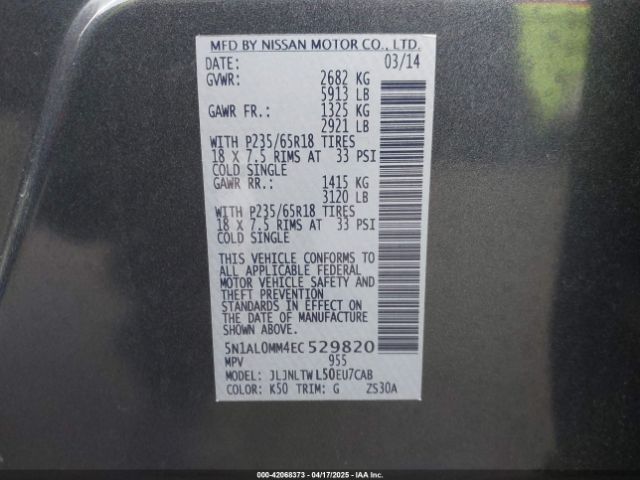 MFD BY NISSAN MOTOR CO., LTD.
DATE: 03/14
GVWR: 2682 KG
5913 LB
GAWR FR.: 1325 KG
2921 LB
WITH P235/65R18 TIRES
18 X 7.5 RIMS AT 33 PSI
COLD SINGLE
GAWR RR.: 1415 KG
3120 LB
WITH P235/65R18 TIRES
18 X 7.5 RIMS AT 33 PSI
COLD SINGLE
THIS VEHICLE CONFORMS TO
ALL APPLICABLE FEDERAL
MOTOR VEHICLE SAFETY AND
THEFT PREVENTION
STANDARDS IN EFFECT ON
THE DATE OF MANUFACTURE
SHOWN ABOVE.
5N1AL0MM4EC529820
MPV 955
MODEL: JLJNLTWL50EU7CAB
COLOR: K50 TRIM: G ZS30A
000-42068373 - 04/17/2025 - IAA Inc.